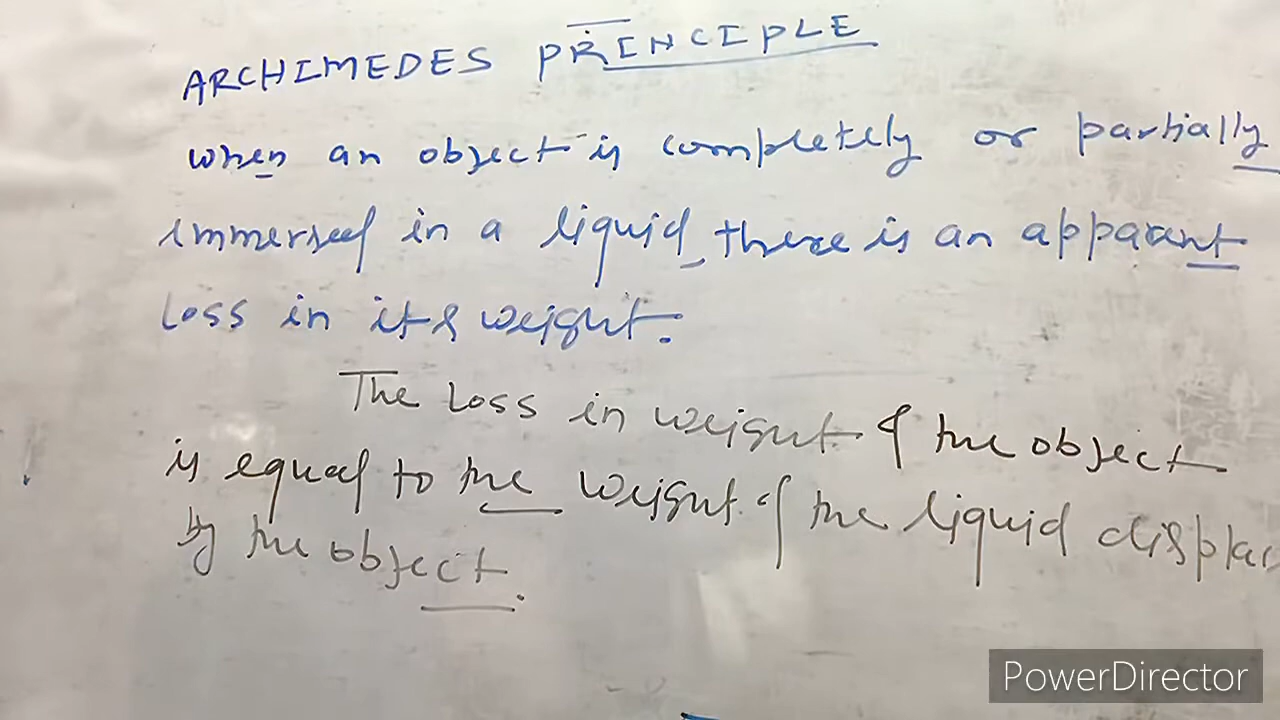 ARCHIMEDES PRINCIPLE
when an object is completely or partially
immersed in a liquid, there is an apparent
loss in its weight.
The loss in weight of the object
is equal to the weight of the liquid displac
by the object.
PowerDirector